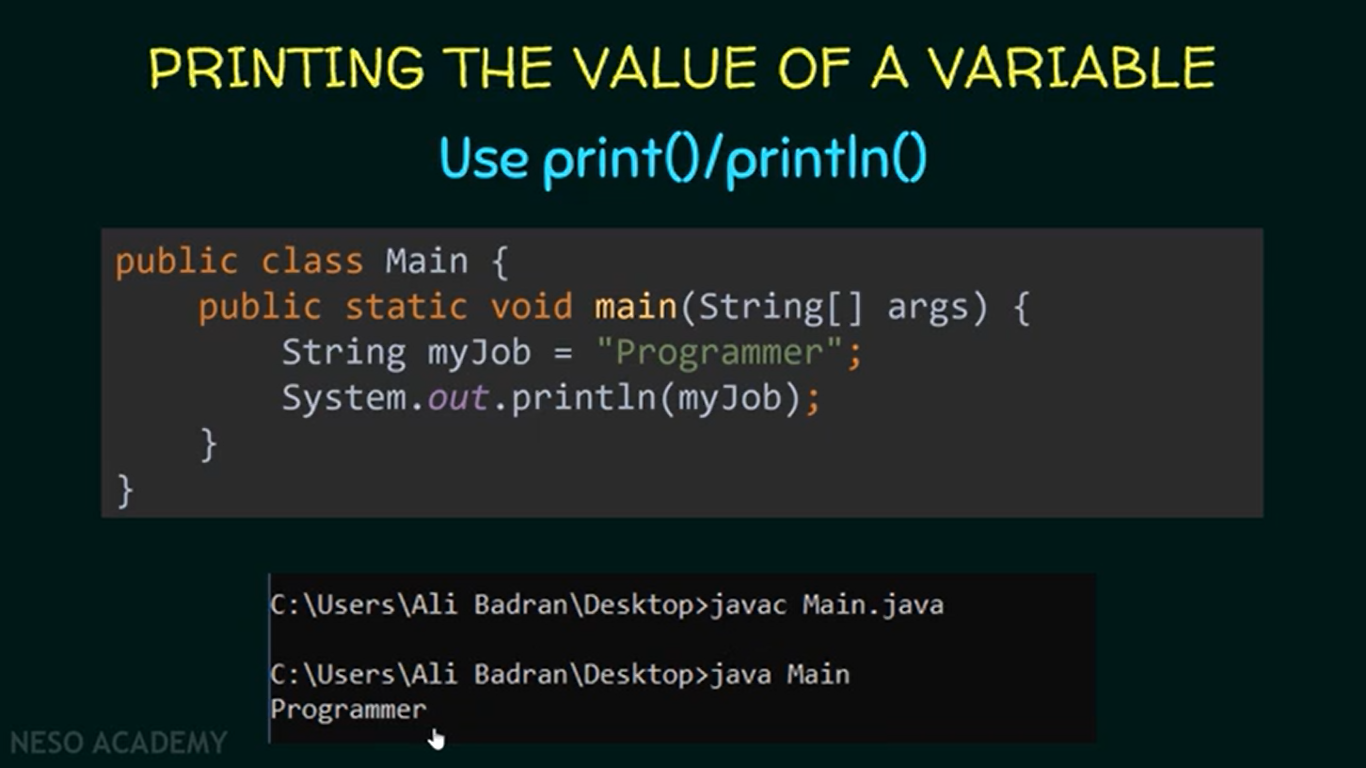 PRINTING THE VALUE OF A VARIABLE
Use print()/println()
public class Main {
    public static void main(String[] args) {
        String myJob = "Programmer";
        System.out.println(myJob);
    }
}
C:\Users\Ali Badran\Desktop>javac Main.java
C:\Users\Ali Badran\Desktop>java Main
Programmer
NESO ACADEMY